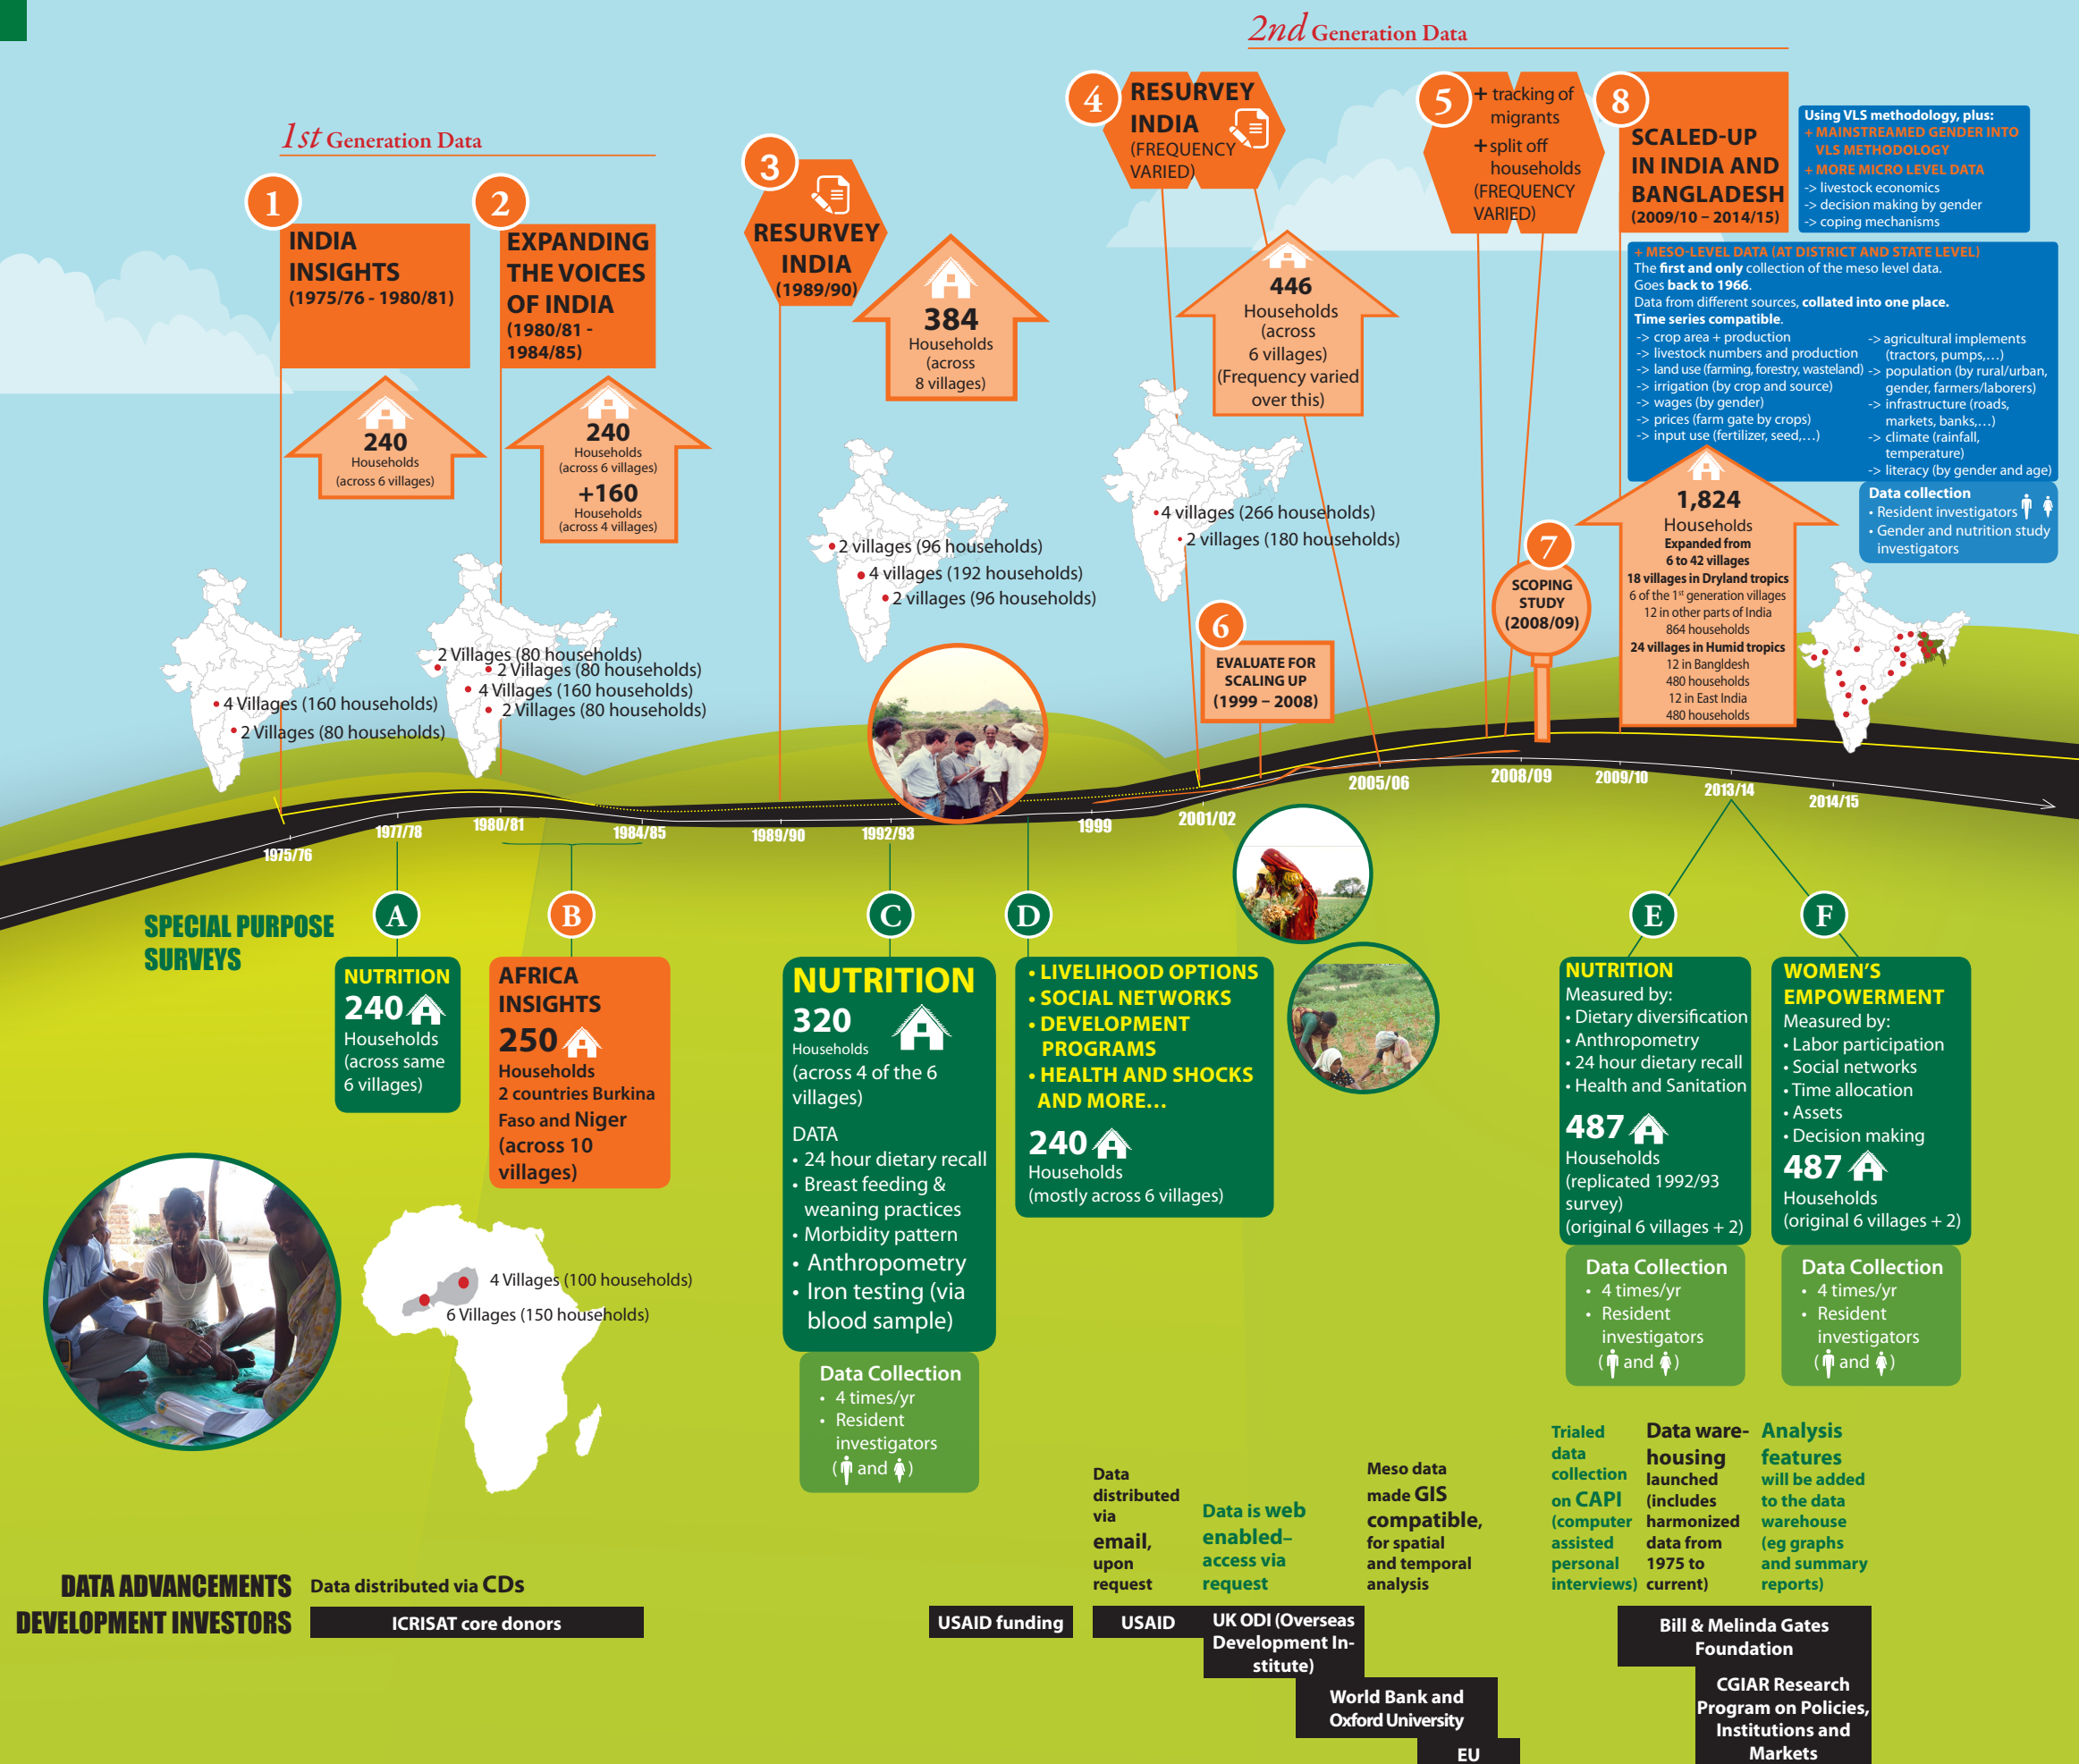 2nd Generation Data
1st Generation Data
1
INDIA
INSIGHTS
(1975/76 - 1980/81)
240
Households
(across 6 villages)
4 Villages (160 households)
2 Villages (80 households)
2
EXPANDING
THE VOICES
OF INDIA
(1980/81 -
1984/85)
240
Households
(across 6 villages)
+160
Households
(across 4 villages)
2 Villages (80 households)
2 Villages (80 households)
4 Villages (160 households)
2 Villages (80 households)
3
RESURVEY
INDIA
(1989/90)
384
Households
(across
8 villages)
2 villages (96 households)
4 villages (192 households)
2 villages (96 households)
4
RESURVEY
INDIA
(FREQUENCY
VARIED)
446
Households
(across
6 villages)
(Frequency varied
over this)
4 villages (266 households)
2 villages (180 households)
5
+ tracking of
migrants
+ split off
households
(FREQUENCY
VARIED)
6
EVALUATE FOR
SCALING UP
(1999 – 2008)
7
SCOPING
STUDY
(2008/09)
8
SCALED-UP
IN INDIA AND
BANGLADESH
(2009/10 – 2014/15)
Using VLS methodology, plus:
+ MAINSTREAMED GENDER INTO
VLS METHODOLOGY
+ MORE MICRO LEVEL DATA
-> livestock economics
-> decision making by gender
-> coping mechanisms
+ MESO-LEVEL DATA (AT DISTRICT AND STATE LEVEL)
The first and only collection of the meso level data.
Goes back to 1966.
Data from different sources, collated into one place.
Time series compatible.
-> crop area + production
-> livestock numbers and production
-> land use (farming, forestry, wasteland)
-> irrigation (by crop and source)
-> wages (by gender)
-> prices (farm gate by crops)
-> input use (fertilizer, seed,…)
-> agricultural implements
(tractors, pumps,…)
-> population (by rural/urban,
gender, farmers/laborers)
-> infrastructure (roads,
markets, banks,…)
-> climate (rainfall,
temperature)
-> literacy (by gender and age)
Data collection
• Resident investigators
• Gender and nutrition study
investigators
1,824
Households
Expanded from
6 to 42 villages
18 villages in Dryland tropics
6 of the 1st generation villages
12 in other parts of India
864 households
24 villages in Humid tropics
12 in Bangldesh
480 households
12 in East India
480 households
1975/76
1977/78
1980/81
1984/85
1989/90
1992/93
1999
2001/02
2005/06
2008/09
2009/10
2013/14
2014/15
SPECIAL PURPOSE
SURVEYS
A
NUTRITION
240
Households
(across same
6 villages)
B
AFRICA
INSIGHTS
250
Households
2 countries Burkina
Faso and Niger
(across 10
villages)
4 Villages (100 households)
6 Villages (150 households)
C
NUTRITION
320
Households
(across 4 of the 6
villages)
DATA
• 24 hour dietary recall
• Breast feeding &
weaning practices
• Morbidity pattern
• Anthropometry
• Iron testing (via
blood sample)
Data Collection
• 4 times/yr
• Resident
investigators
( and )
D
• LIVELIHOOD OPTIONS
• SOCIAL NETWORKS
• DEVELOPMENT
PROGRAMS
• HEALTH AND SHOCKS
AND MORE…
240
Households
(mostly across 6 villages)
E
NUTRITION
Measured by:
• Dietary diversification
• Anthropometry
• 24 hour dietary recall
• Health and Sanitation
487
Households
(replicated 1992/93
survey)
(original 6 villages + 2)
Data Collection
• 4 times/yr
• Resident
investigators
( and )
F
WOMEN'S
EMPOWERMENT
Measured by:
• Labor participation
• Social networks
• Time allocation
• Assets
• Decision making
487
Households
(original 6 villages + 2)
Data Collection
• 4 times/yr
• Resident
investigators
( and )
DATA ADVANCEMENTS
Data distributed via CDs
Data
distributed
via
email,
upon
request
Data is web
enabled–
access via
request
Meso data
made GIS
compatible,
for spatial
and temporal
analysis
Trialed
data
collection
on CAPI
(computer
assisted
personal
interviews)
Data ware-
housing
launched
(includes
harmonized
data from
1975 to
current)
Analysis
features
will be added
to the data
warehouse
(eg graphs
and summary
reports)
DEVELOPMENT INVESTORS
ICRISAT core donors
USAID funding
USAID
UK ODI (Overseas
Development In-
stitute)
World Bank and
Oxford University
EU
Bill & Melinda Gates
Foundation
CGIAR Research
Program on Policies,
Institutions and
Markets